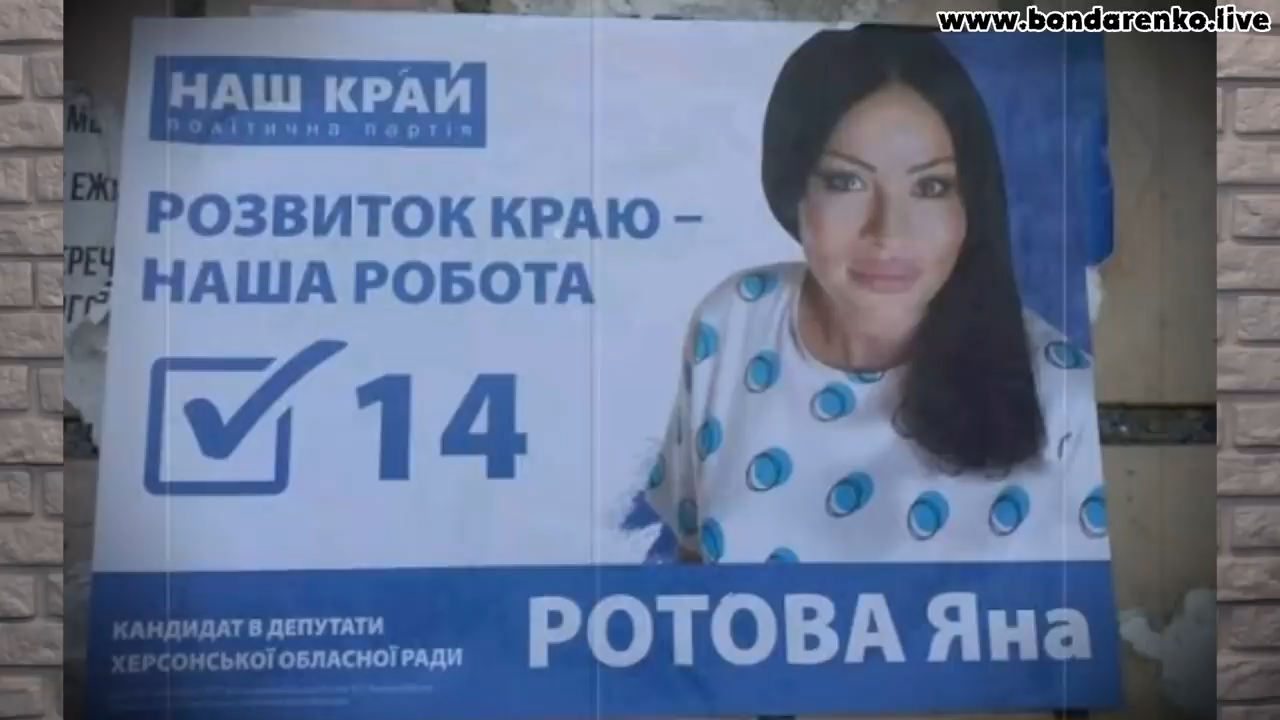 www.bondarenko.live
НАШ КРАЙ
політична партія
РОЗВИТОК КРАЮ –
НАША РОБОТА
14
КАНДИДАТ В ДЕПУТАТИ
ХЕРСОНСЬКОЇ ОБЛАСНОЇ РАДИ
РОТОВА Яна